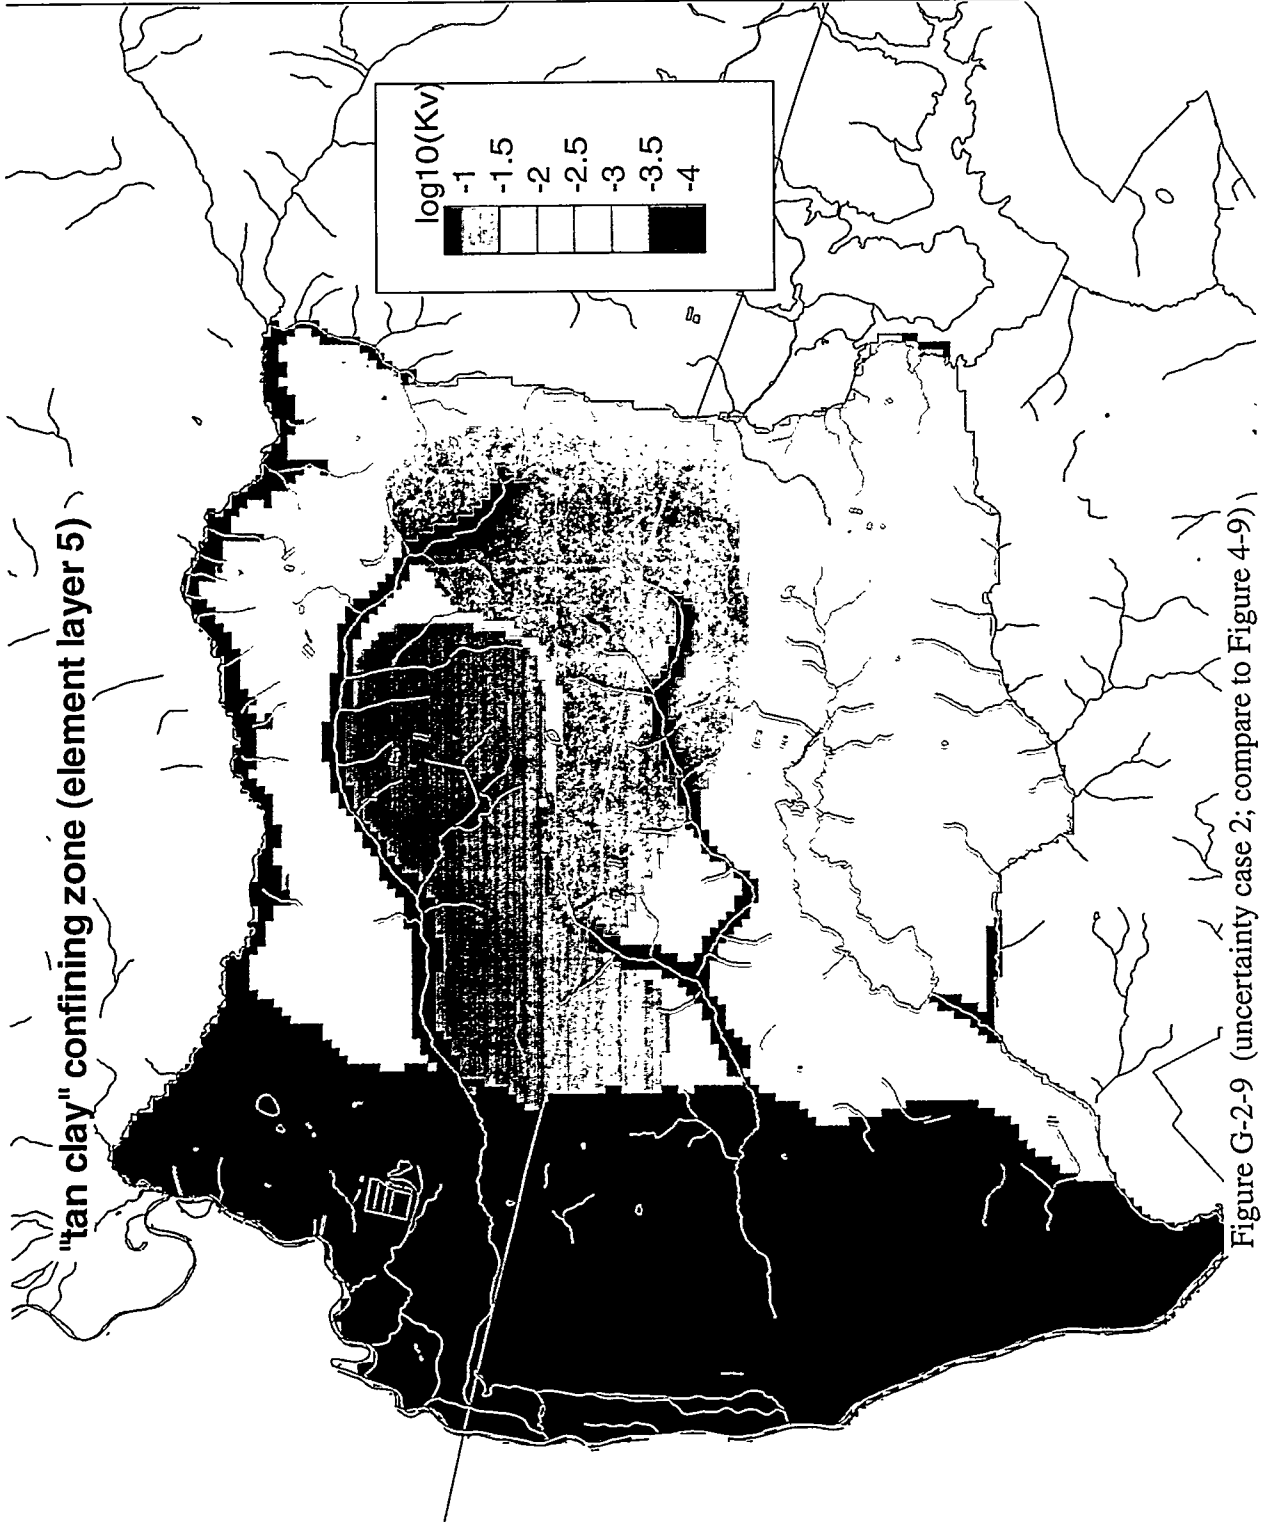 "tan clay" confining zone (element layer 5)
log10(Kv)
-1
-1.5
-2
-2.5
-3
-3.5
-4
Figure G-2-9 (uncertainty case 2; compare to Figure 4-9)